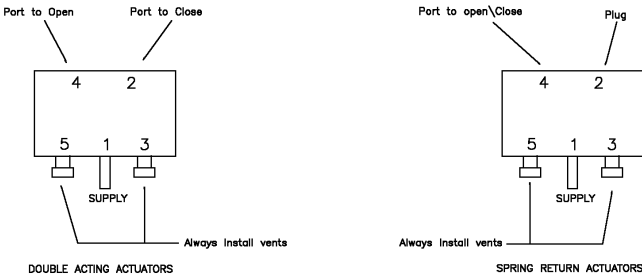 Port to Open
Port to Close
4 2
5 1 3
SUPPLY
Always Install vents
DOUBLE ACTING ACTUATORS
Port to open\Close
Plug
4 2
5 1 3
SUPPLY
Always Install vents
SPRING RETURN ACTUATORS